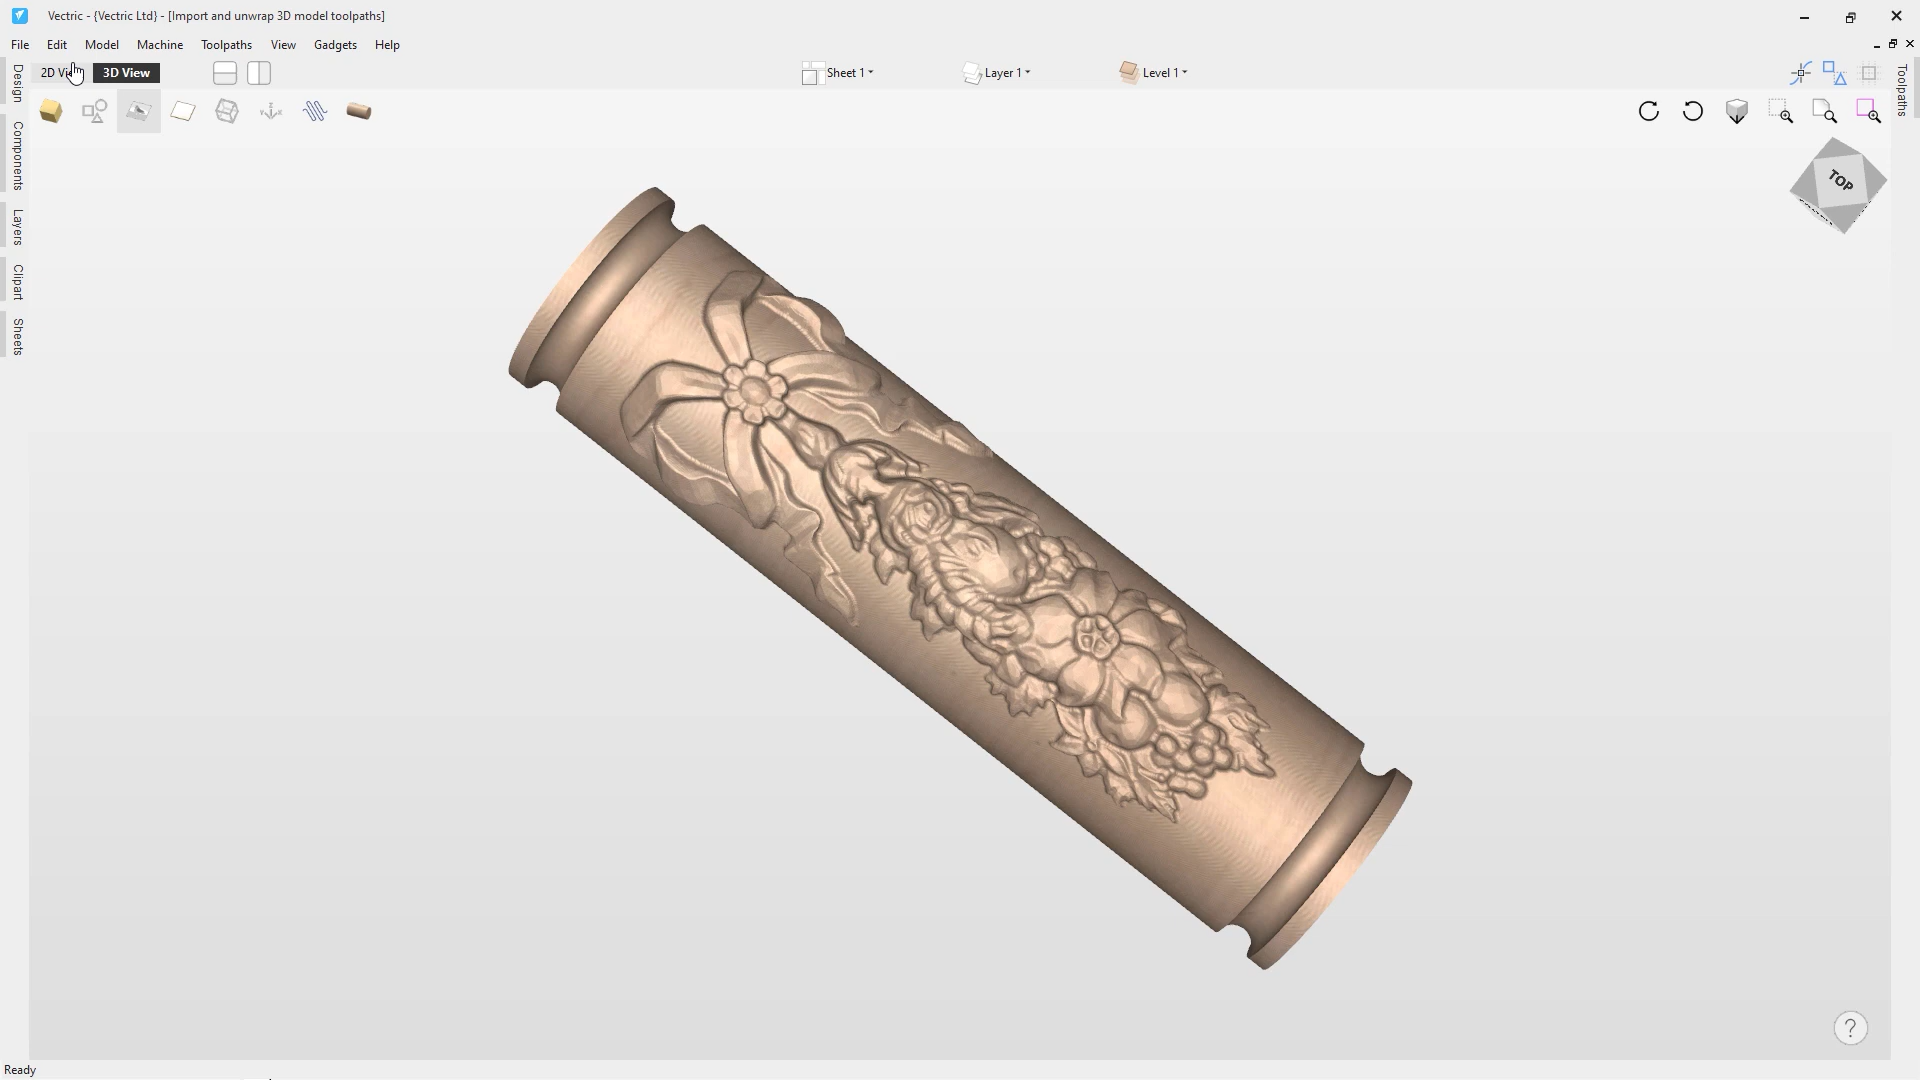 Vectric - {Vectric Ltd} - [Import and unwrap 3D model toolpaths]
File Edit Model Machine Toolpaths View Gadgets Help
2D 3D View Sheet 1 Layer 1 Level 1
Design
Components
Layers
Clipart
Sheets
Toolpaths
TOP
?
Ready